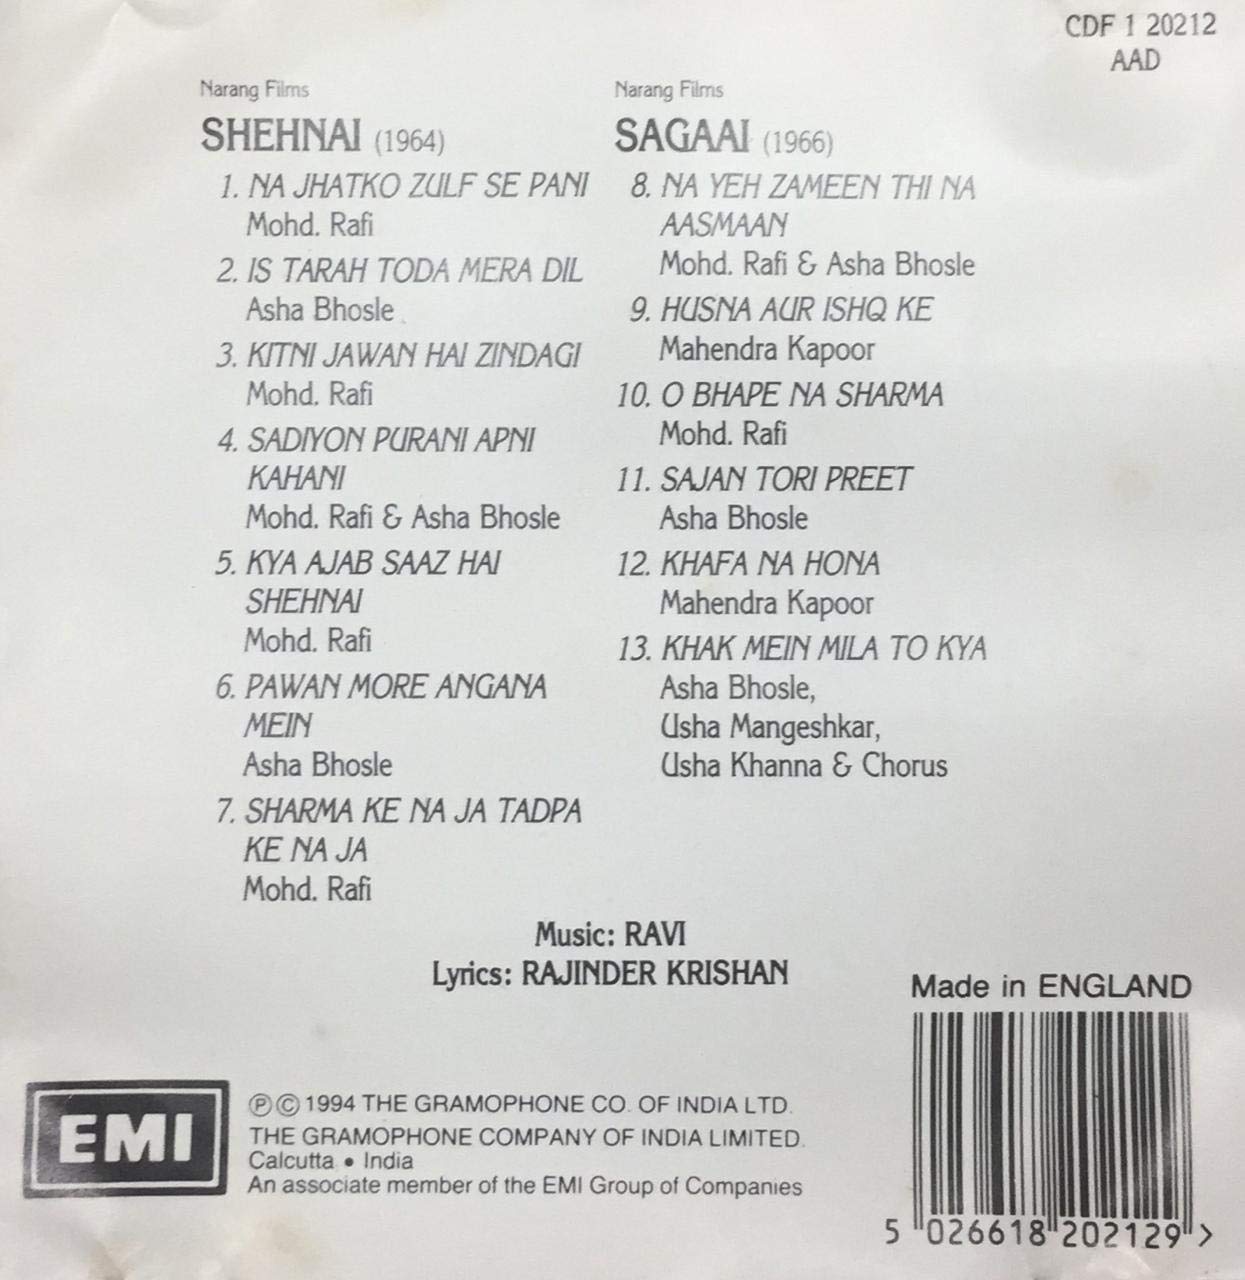 CDF 1 20212
AAD
Narang Films
SHEHNAI (1964)
1. NA JHATKO ZULF SE PANI
Mohd. Rafi
2. IS TARAH TODA MERA DIL
Asha Bhosle
3. KITNI JAWAN HAI ZINDAGI
Mohd. Rafi
4. SADIYON PURANI APNI
KAHANI
Mohd. Rafi & Asha Bhosle
5. KYA AJAB SAAZ HAI
SHEHNAI
Mohd. Rafi
6. PAWAN MORE ANGANA
MEIN
Asha Bhosle
7. SHARMA KE NA JA TADPA
KE NA JA
Mohd. Rafi
Narang Films
SAGAAI (1966)
8. NA YEH ZAMEEN THI NA
AASMAAN
Mohd. Rafi & Asha Bhosle
9. HUSNA AUR ISHQ KE
Mahendra Kapoor
10. O BHAPE NA SHARMA
Mohd. Rafi
11. SAJAN TORI PREET
Asha Bhosle
12. KHAFA NA HONA
Mahendra Kapoor
13. KHAK MEIN MILA TO KYA
Asha Bhosle,
Usha Mangeshkar,
Usha Khanna & Chorus
Music: RAVI
Lyrics: RAJINDER KRISHAN
Made in ENGLAND
5 026618 202129 >
EMI
Ⓟ © 1994 THE GRAMOPHONE CO. OF INDIA LTD.
THE GRAMOPHONE COMPANY OF INDIA LIMITED.
Calcutta • India
An associate member of the EMI Group of Companies